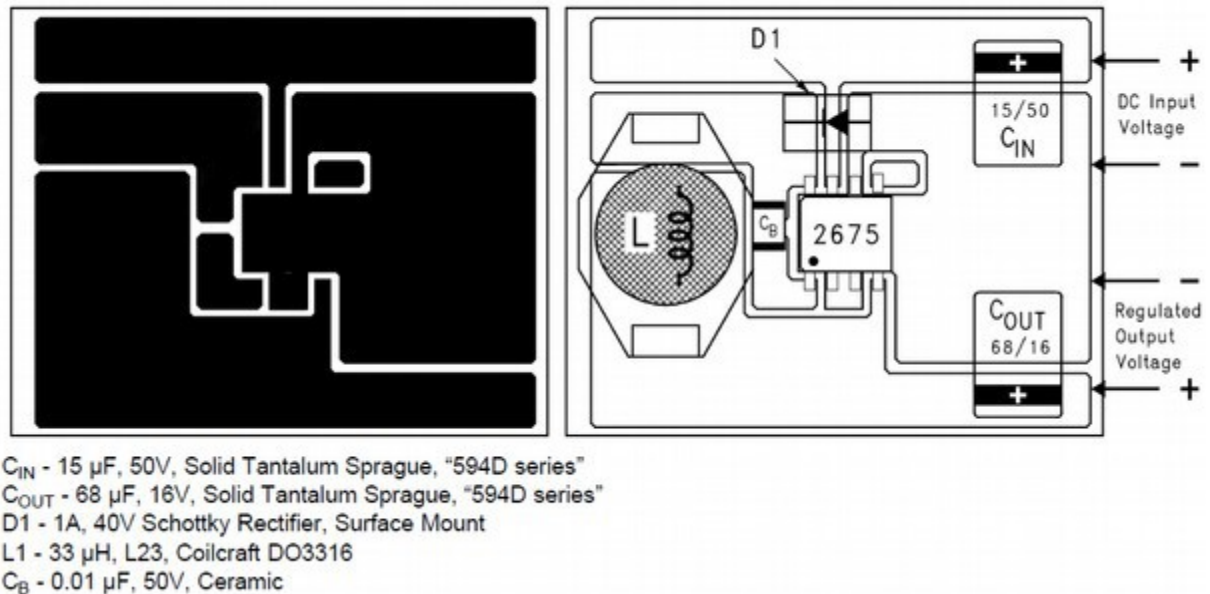 D1
+
15/50
CIN
+
DC Input
Voltage
−
L
CB
2675
COUT
68/16
+
−
Regulated
Output
Voltage
+
CIN - 15 µF, 50V, Solid Tantalum Sprague, “594D series”
COUT - 68 µF, 16V, Solid Tantalum Sprague, “594D series”
D1 - 1A, 40V Schottky Rectifier, Surface Mount
L1 - 33 µH, L23, Coilcraft DO3316
CB - 0.01 µF, 50V, Ceramic